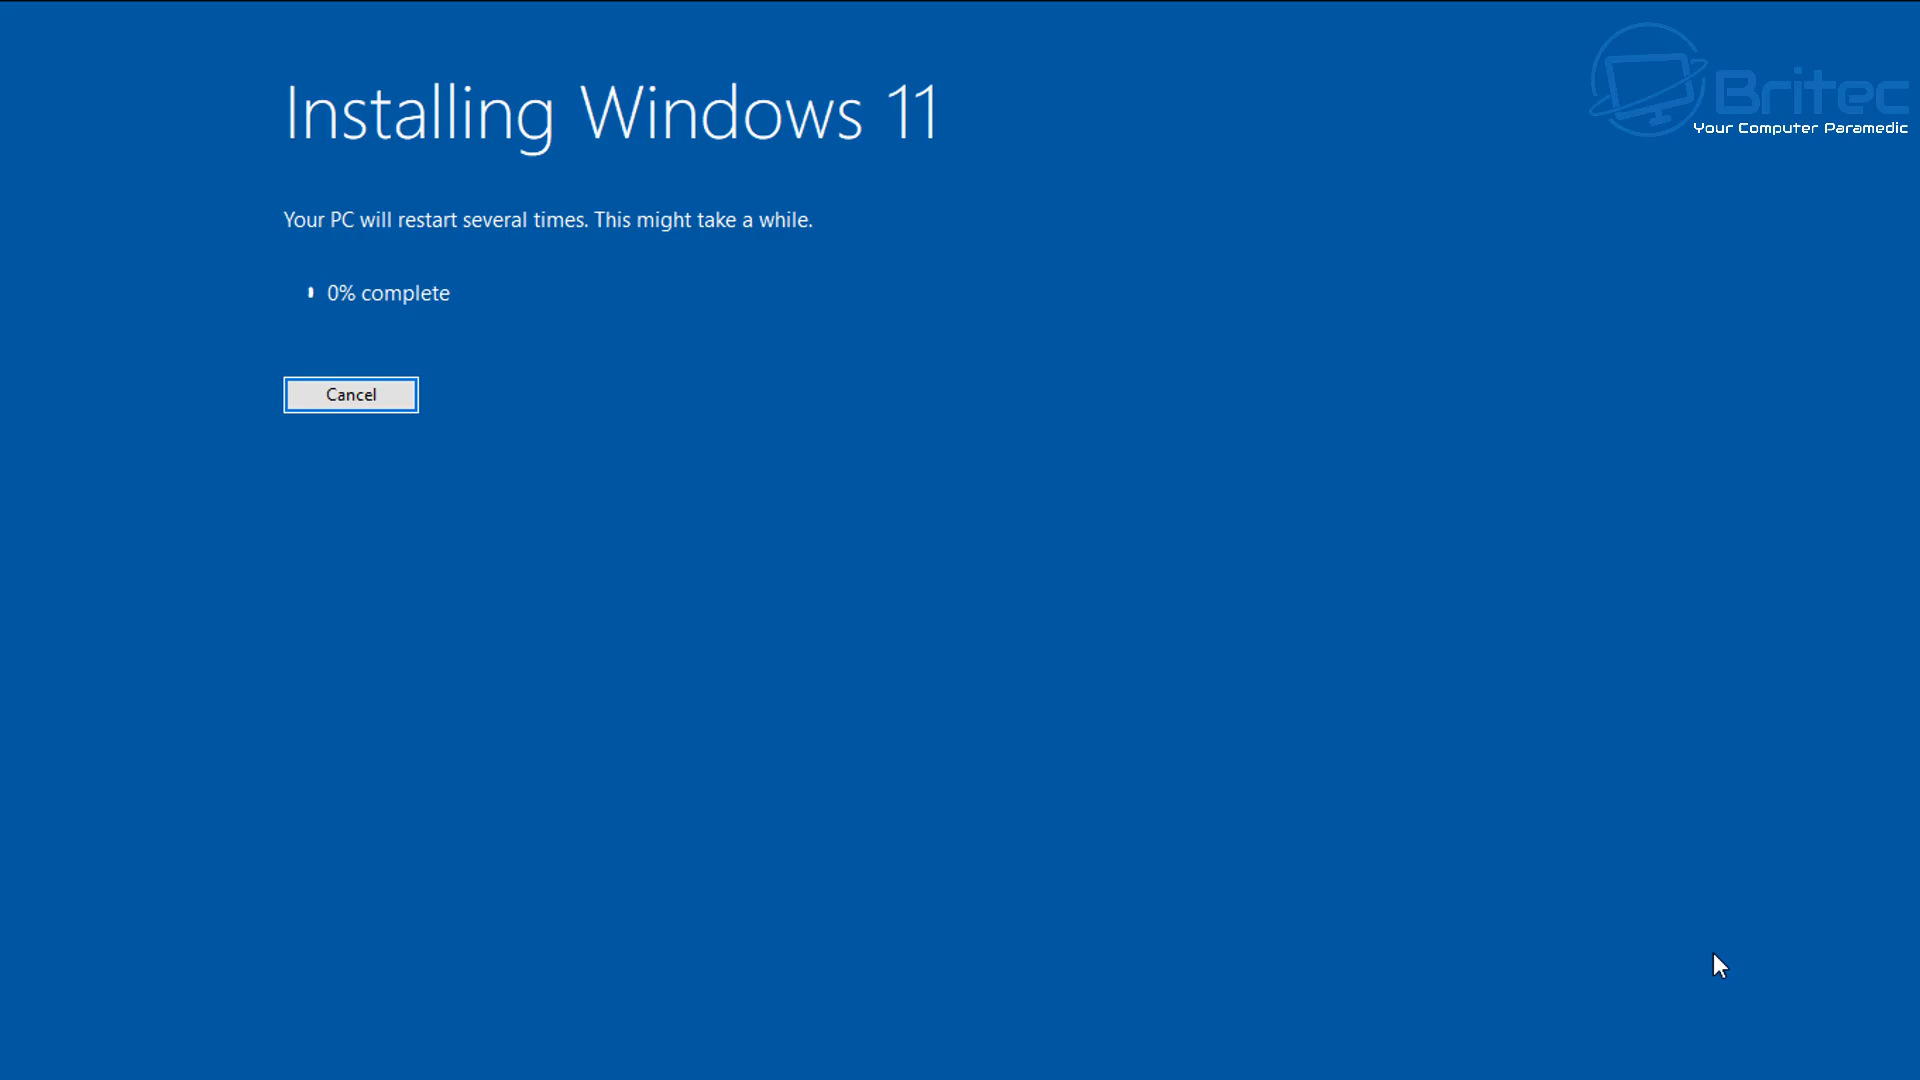 Installing Windows 11
Britec
Your Computer Paramedic
Your PC will restart several times. This might take a while.
0% complete
Cancel